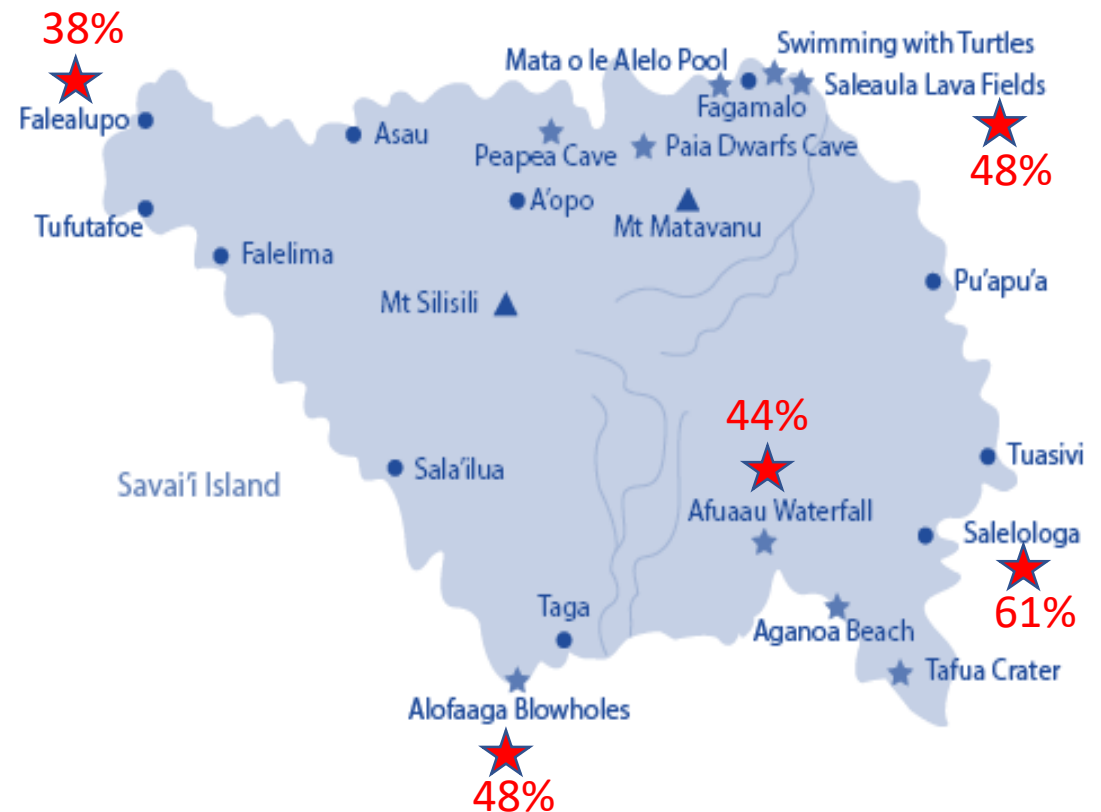 38%
Swimming with Turtles
Mata o le Alelo Pool
Saleaula Lava Fields
Fagamalo
Falealupo
Asau
Peapea Cave
Paia Dwarfs Cave
48%
A'opo
Tufutafoe
Mt Matavanu
Falelima
Pu'apu'a
Mt Silisili
44%
Tuasivi
Sala'ilua
Savai'i Island
Afuaau Waterfall
Salelologa
Taga
61%
Aganoa Beach
Tafua Crater
Alofaaga Blowholes
48%